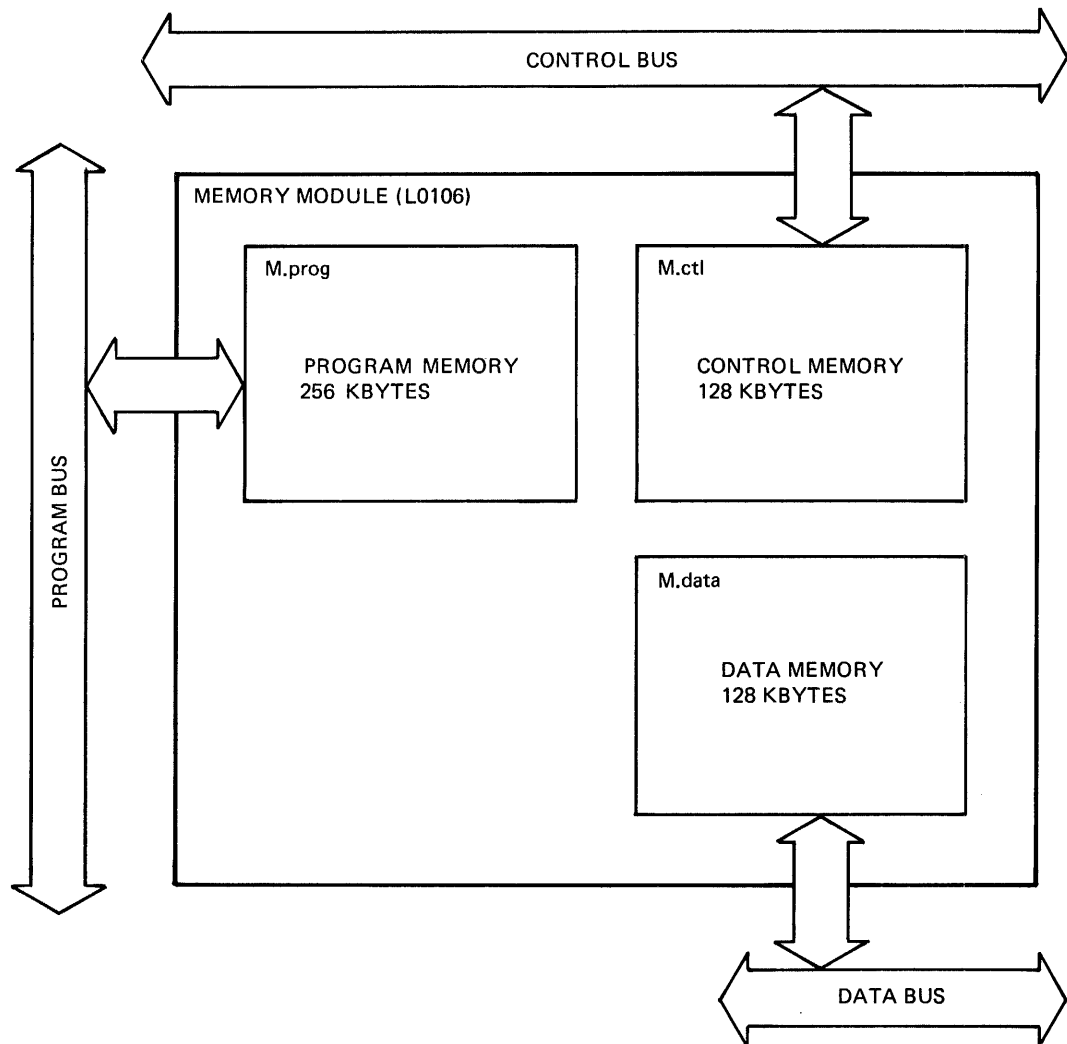 CONTROL BUS
MEMORY MODULE (L0106)
M.prog
PROGRAM MEMORY
256 KBYTES
M.ctl
CONTROL MEMORY
128 KBYTES
PROGRAM BUS
M.data
DATA MEMORY
128 KBYTES
DATA BUS